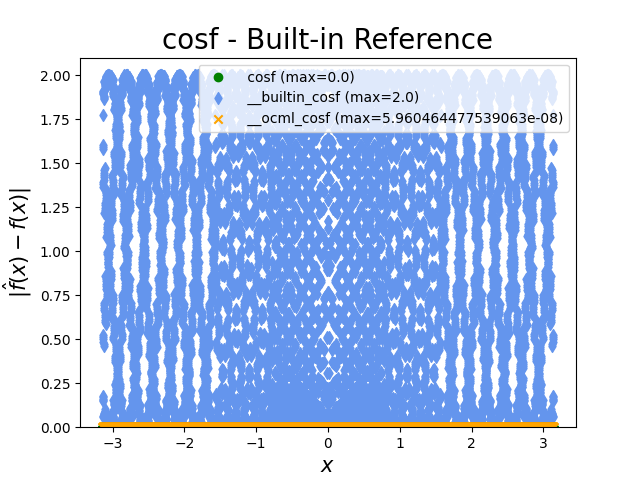 cosf - Built-in Reference
cosf (max=0.0)
__builtin_cosf (max=2.0)
__ocml_cosf (max=5.960464477539063e-08)
2.00
1.75
1.50
1.25
1.00
0.75
0.50
0.25
0.00
|f̂(x) − f(x)|
−3 −2 −1 0 1 2 3
x